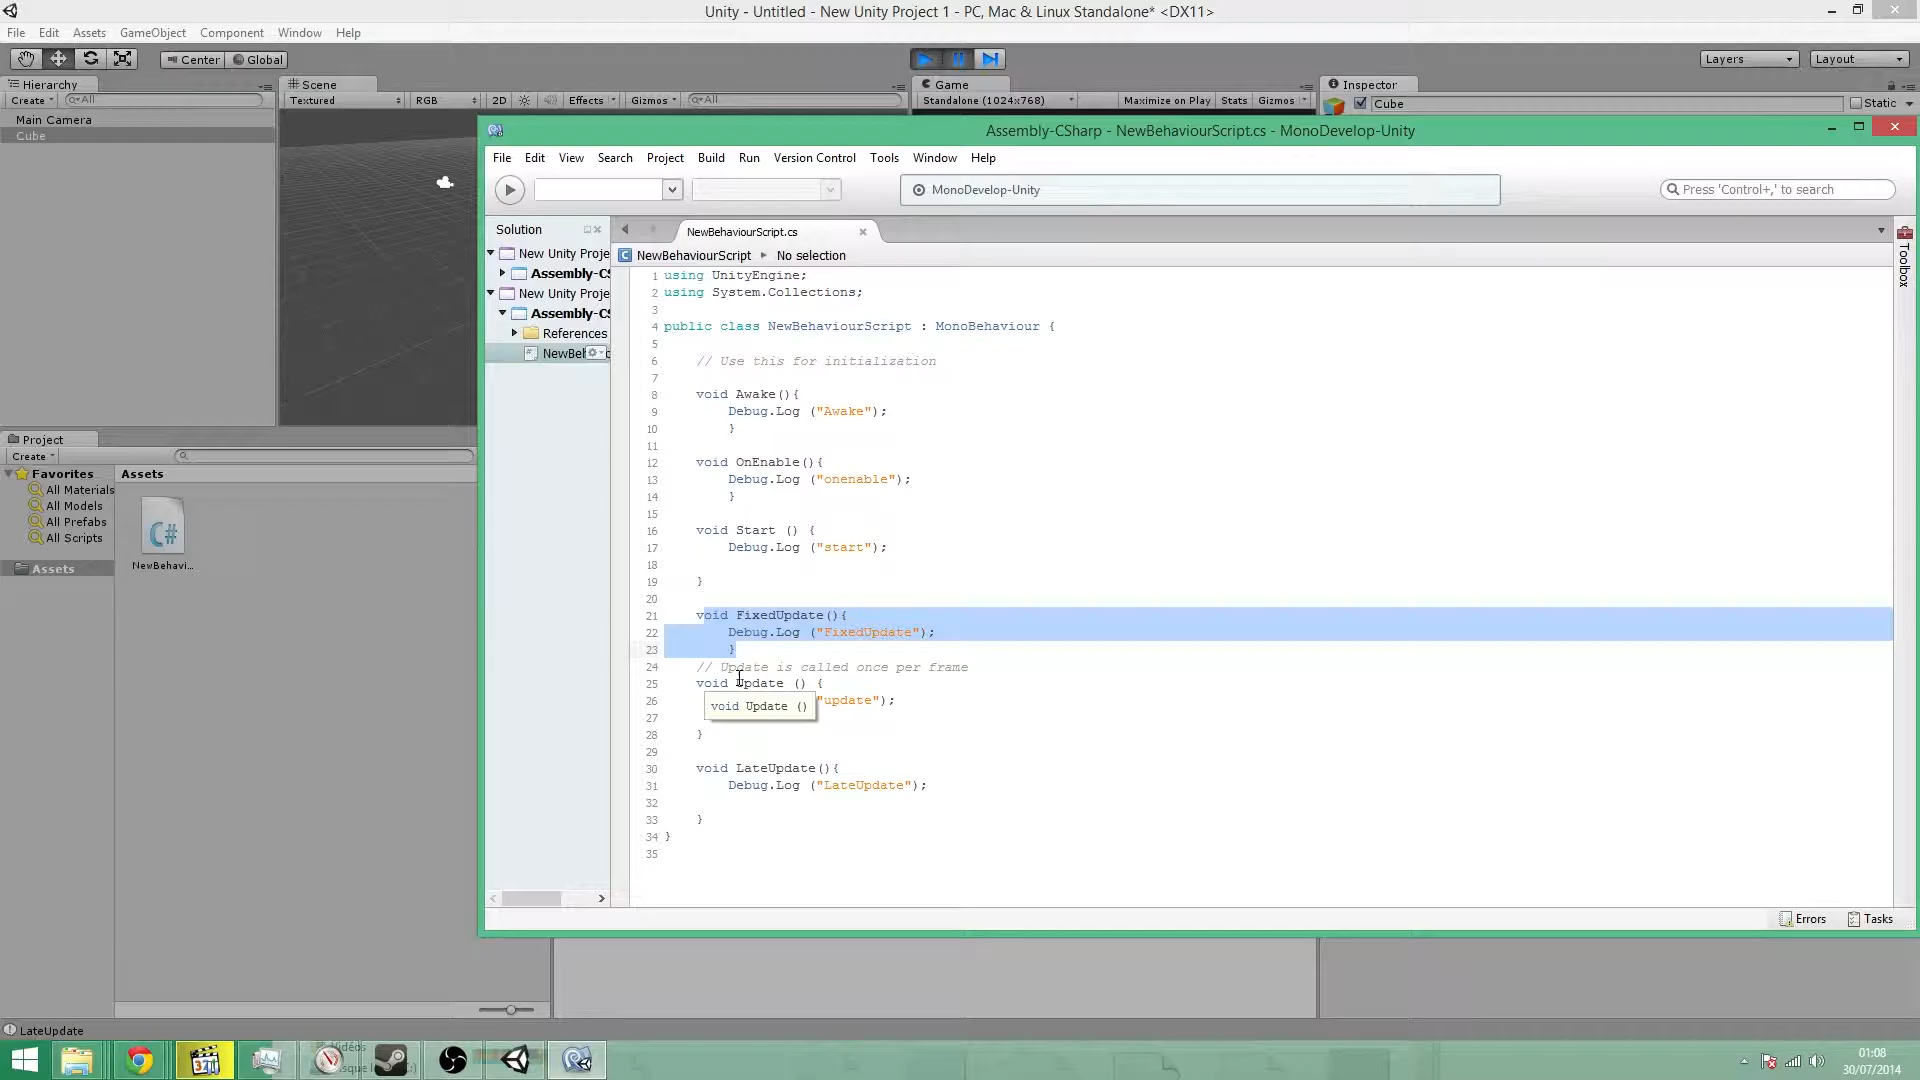 Unity - Untitled - New Unity Project 1 - PC, Mac & Linux Standalone* <DX11>
File Edit Assets GameObject Component Window Help
Center Global
Layers Layout
Hierarchy
Scene
Game
Inspector
Create All
Textured RGB 2D Effects Gizmos All
Standalone (1024x768) Maximize on Play Stats Gizmos
Cube Static
Main Camera
Cube
Assembly-CSharp - NewBehaviourScript.cs - MonoDevelop-Unity
File Edit View Search Project Build Run Version Control Tools Window Help
MonoDevelop-Unity
Press 'Control+,' to search
Solution
NewBehaviourScript.cs
New Unity Proje
Assembly-CS
New Unity Proje
Assembly-CS
References
NewBeh
Toolbox
NewBehaviourScript No selection
1 using UnityEngine;
2 using System.Collections;
3
4 public class NewBehaviourScript : MonoBehaviour {
5
6 // Use this for initialization
7
8 void Awake(){
9 Debug.Log ("Awake");
10 }
11
12 void OnEnable(){
13 Debug.Log ("onenable");
14 }
15
16 void Start () {
17 Debug.Log ("start");
18
19 }
20
21 void FixedUpdate(){
22 Debug.Log ("FixedUpdate");
23 }
24 // Update is called once per frame
25 void Update () {
26 "update");
void Update ()
27
28 }
29
30 void LateUpdate(){
31 Debug.Log ("LateUpdate");
32
33 }
34 }
35
Errors Tasks
Project
Create
Favorites
All Materials
All Models
All Prefabs
All Scripts
Assets
Assets
C#
NewBehavi...
LateUpdate
321
Vidéos
01:08
30/07/2014